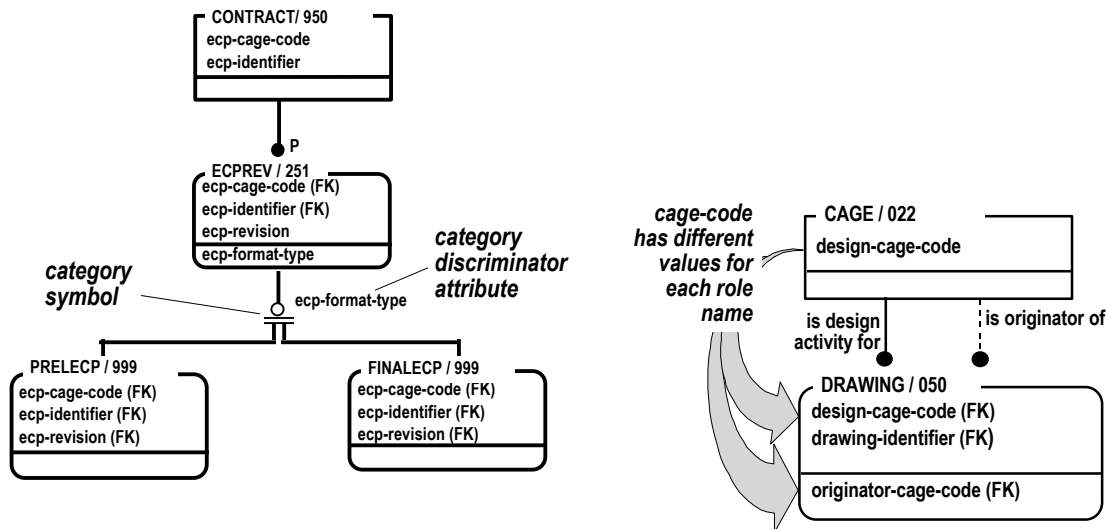 CONTRACT/ 950
ecp-cage-code
ecp-identifier
P
ECPREV / 251
ecp-cage-code (FK)
ecp-identifier (FK)
ecp-revision
ecp-format-type
category
symbol
ecp-format-type
category
discriminator
attribute
PRELECP / 999
ecp-cage-code (FK)
ecp-identifier (FK)
ecp-revision (FK)
FINALECP / 999
ecp-cage-code (FK)
ecp-identifier (FK)
ecp-revision (FK)
cage-code
has different
values for
each role
name
CAGE / 022
design-cage-code
is design
activity for
is originator of
DRAWING / 050
design-cage-code (FK)
drawing-identifier (FK)
originator-cage-code (FK)